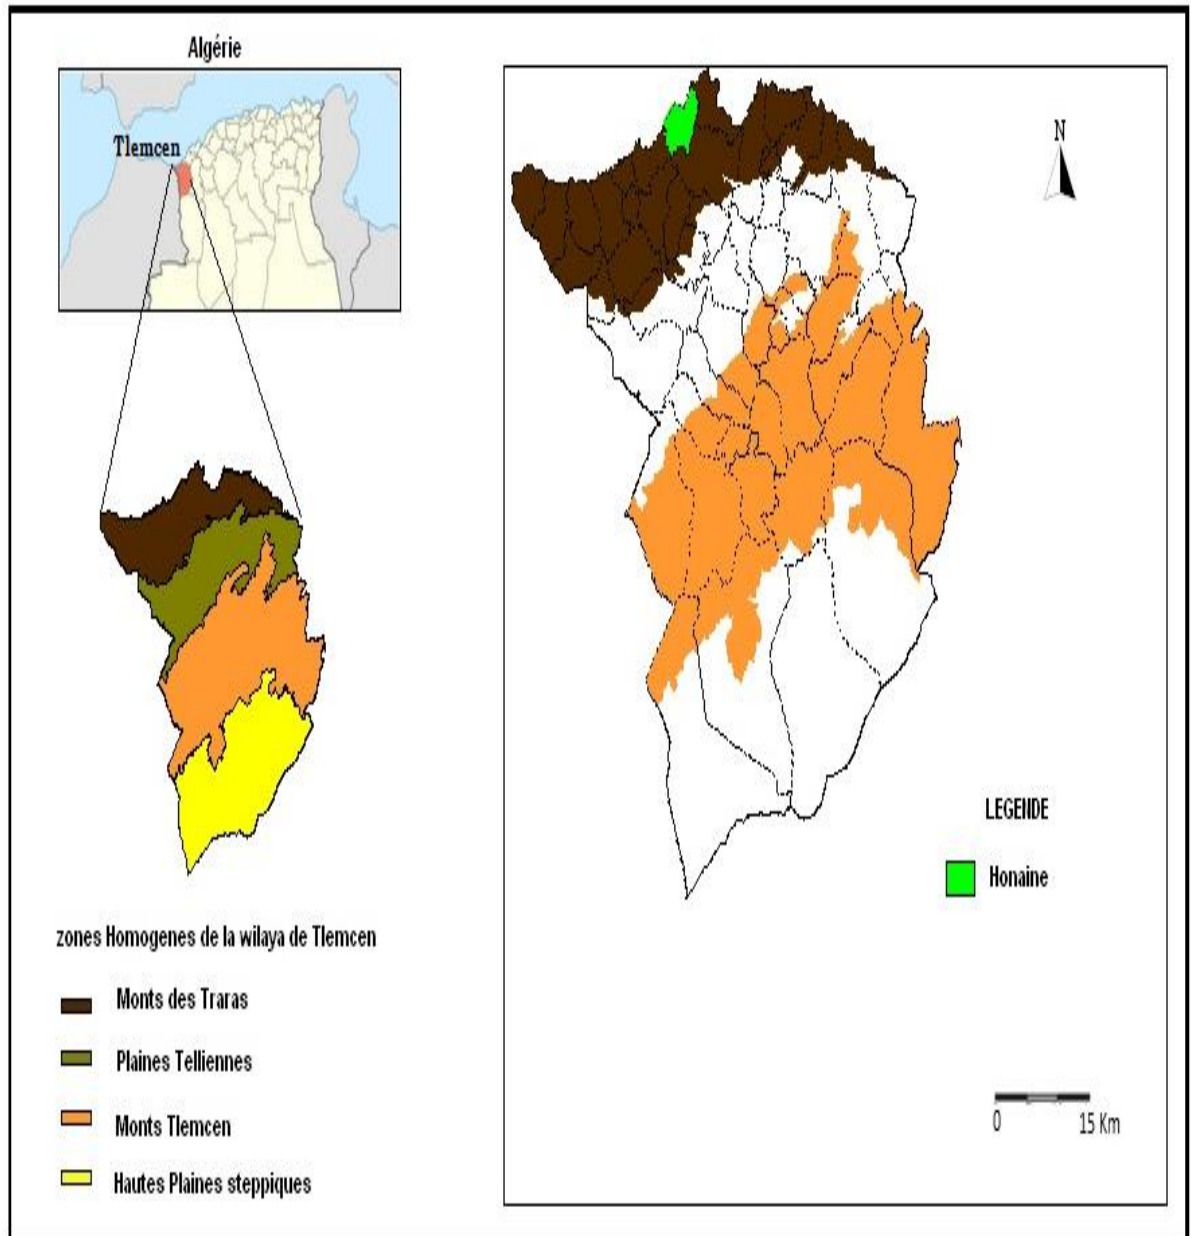 Algérie
Tlemcen
N
LEGENDE
Honaine
0 15 Km
zones Homogenes de la wilaya de Tlemcen
Monts des Traras
Plaines Telliennes
Monts Tlemcen
Hautes Plaines steppiques